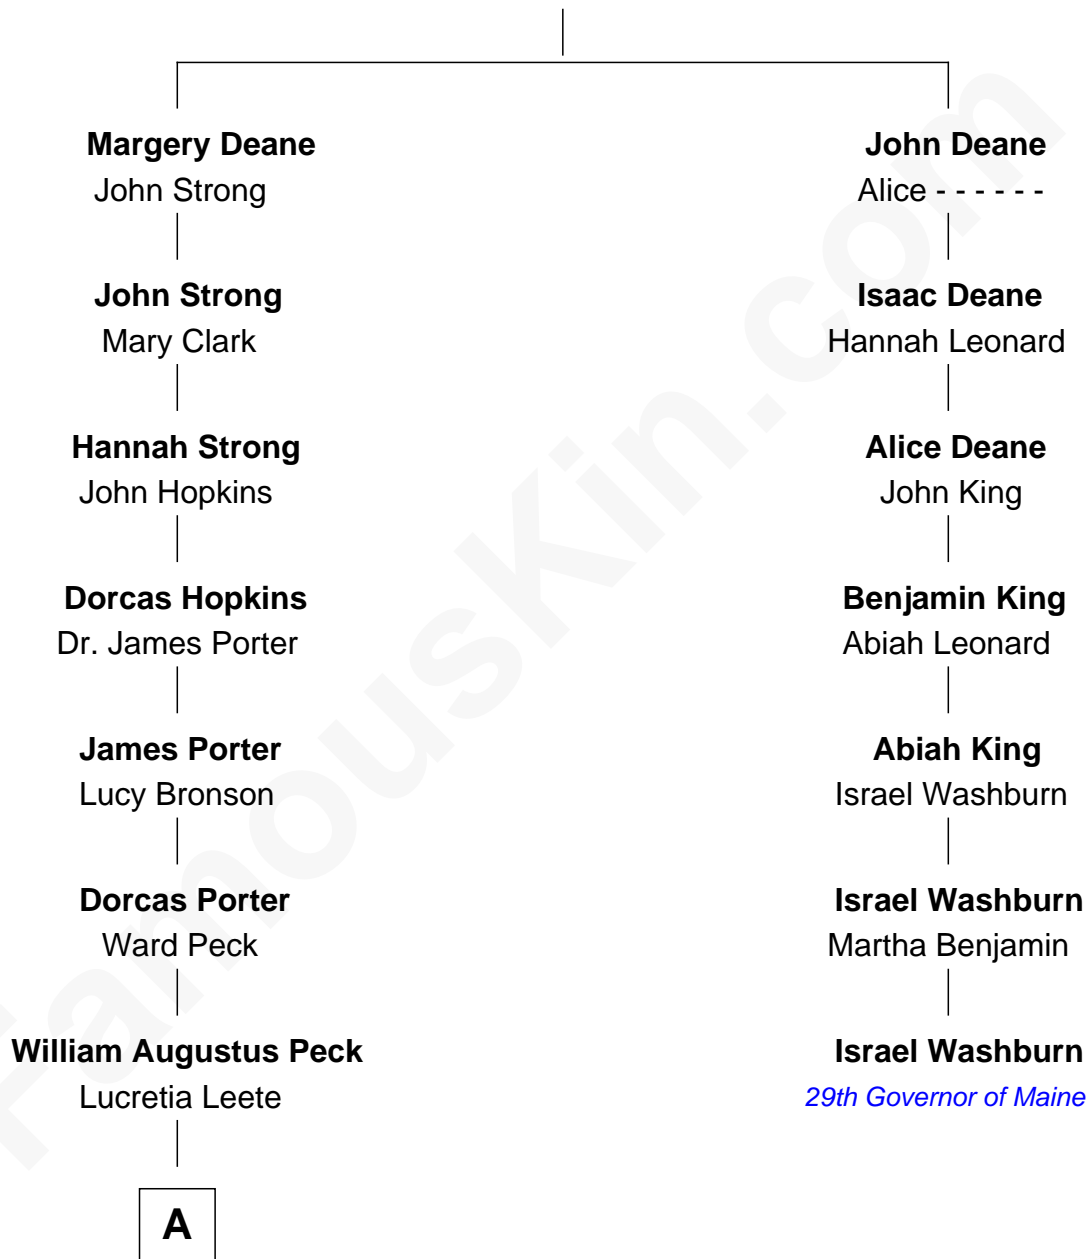 Margery Deane
John Strong
John Strong
Mary Clark
Hannah Strong
John Hopkins
Dorcas Hopkins
Dr. James Porter
James Porter
Lucy Bronson
Dorcas Porter
Ward Peck
William Augustus Peck
Lucretia Leete
A
John Deane
Alice - - - - - -
Isaac Deane
Hannah Leonard
Alice Deane
John King
Benjamin King
Abiah Leonard
Abiah King
Israel Washburn
Israel Washburn
Martha Benjamin
Israel Washburn
29th Governor of Maine
FamousKin.com